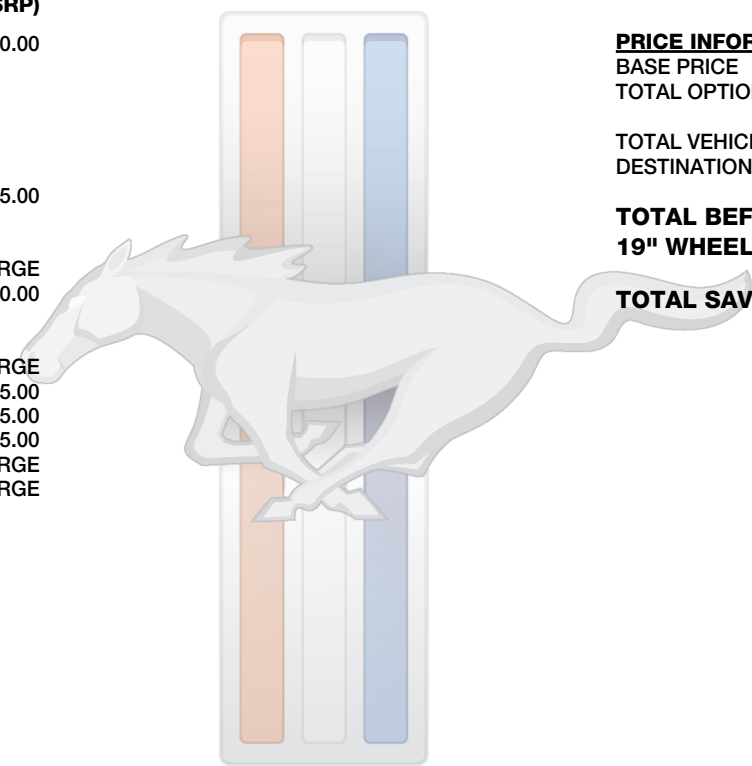 SRP)
0.00
5.00
RGE
0.00
RGE
5.00
5.00
5.00
RGE
RGE
PRICE INFOR
BASE PRICE
TOTAL OPTIO
TOTAL VEHICL
DESTINATION
TOTAL BEF
19" WHEEL
TOTAL SAV